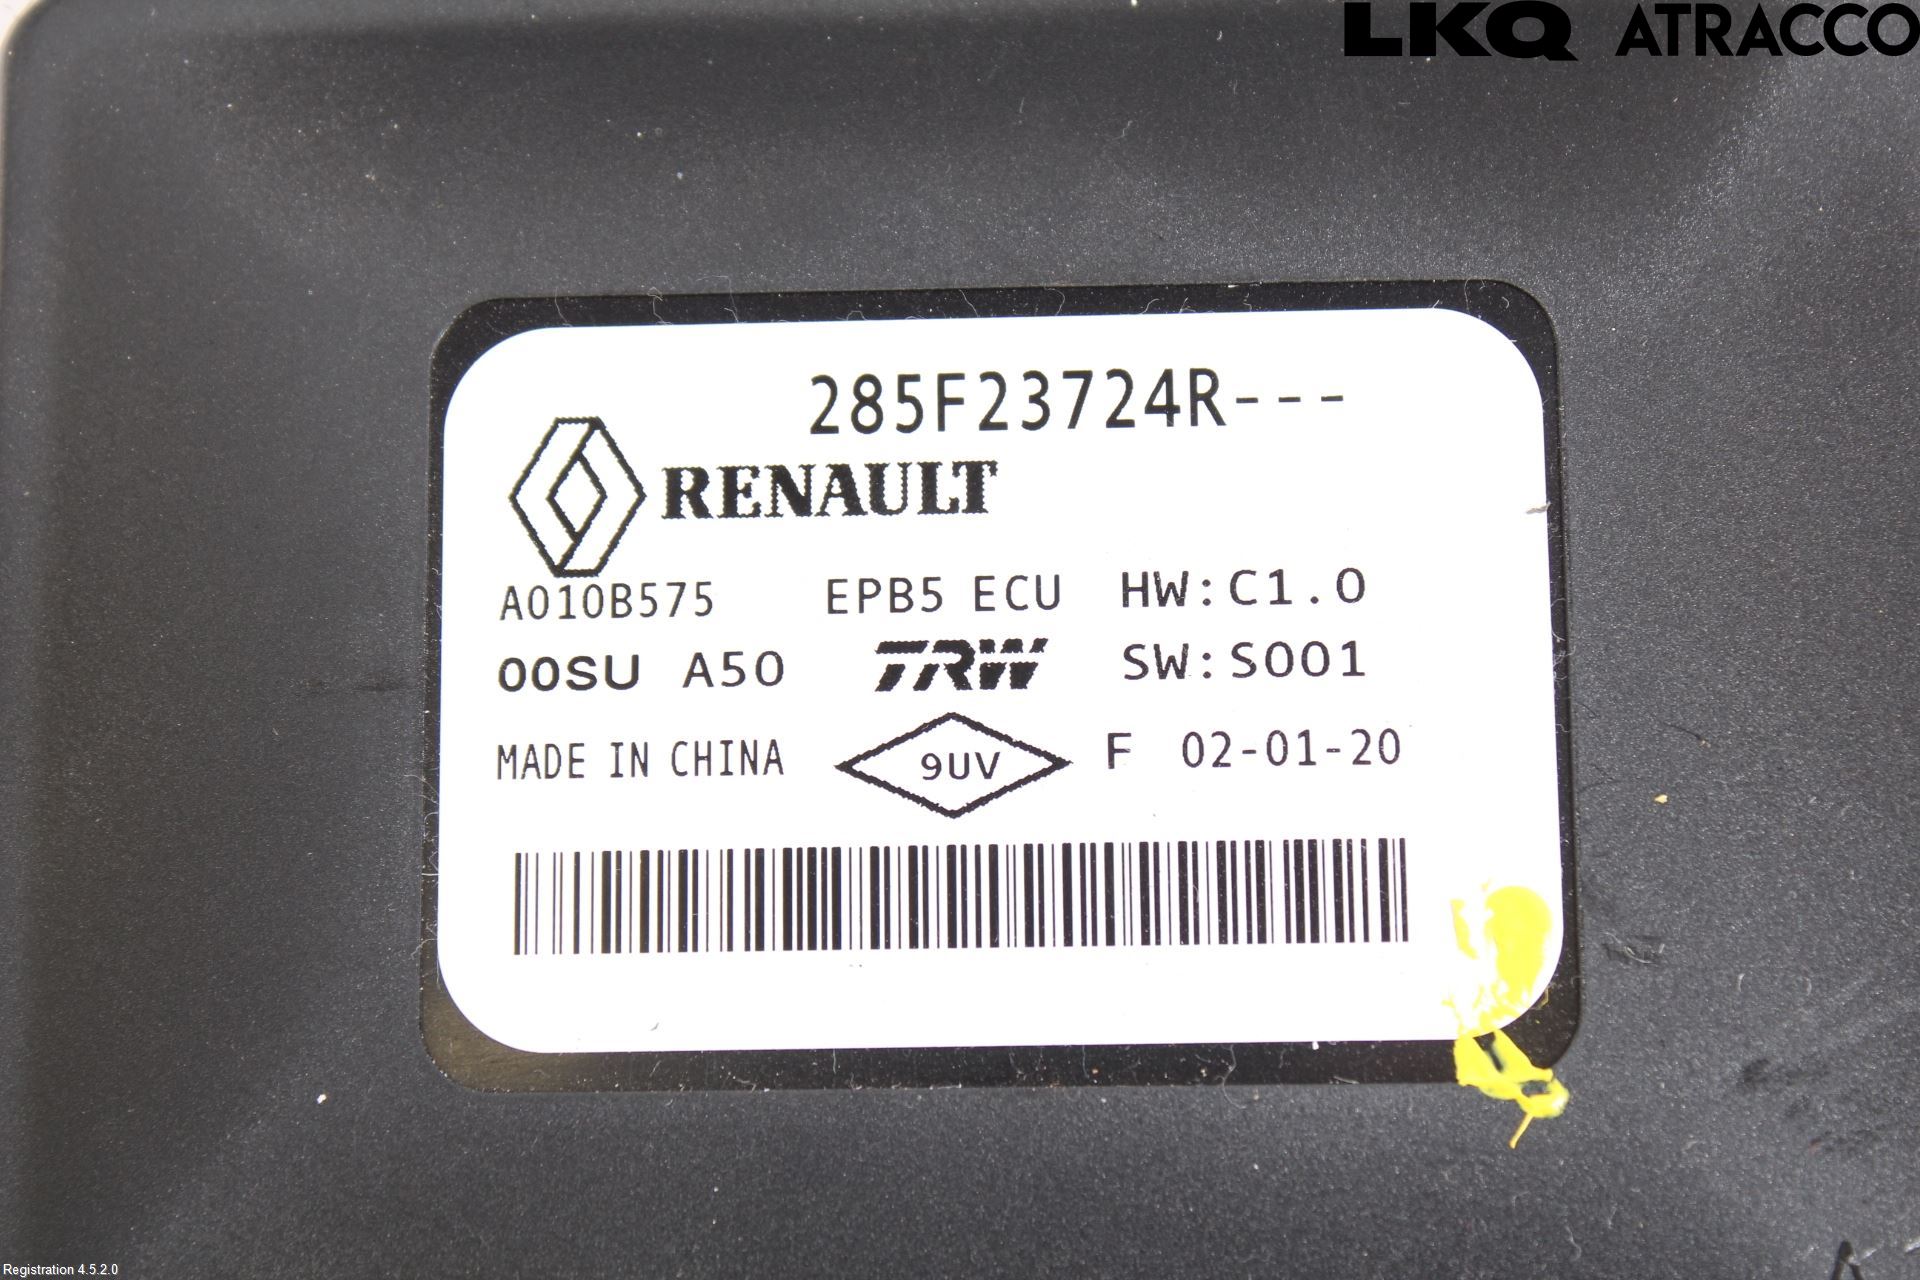 LKQ ATRACCO
285F23724R---
RENAULT
A010B575 EPB5 ECU HW:C1.0
00SU A50 TRW SW:S001
MADE IN CHINA 9UV F 02-01-20
Registration 4.5.2.0